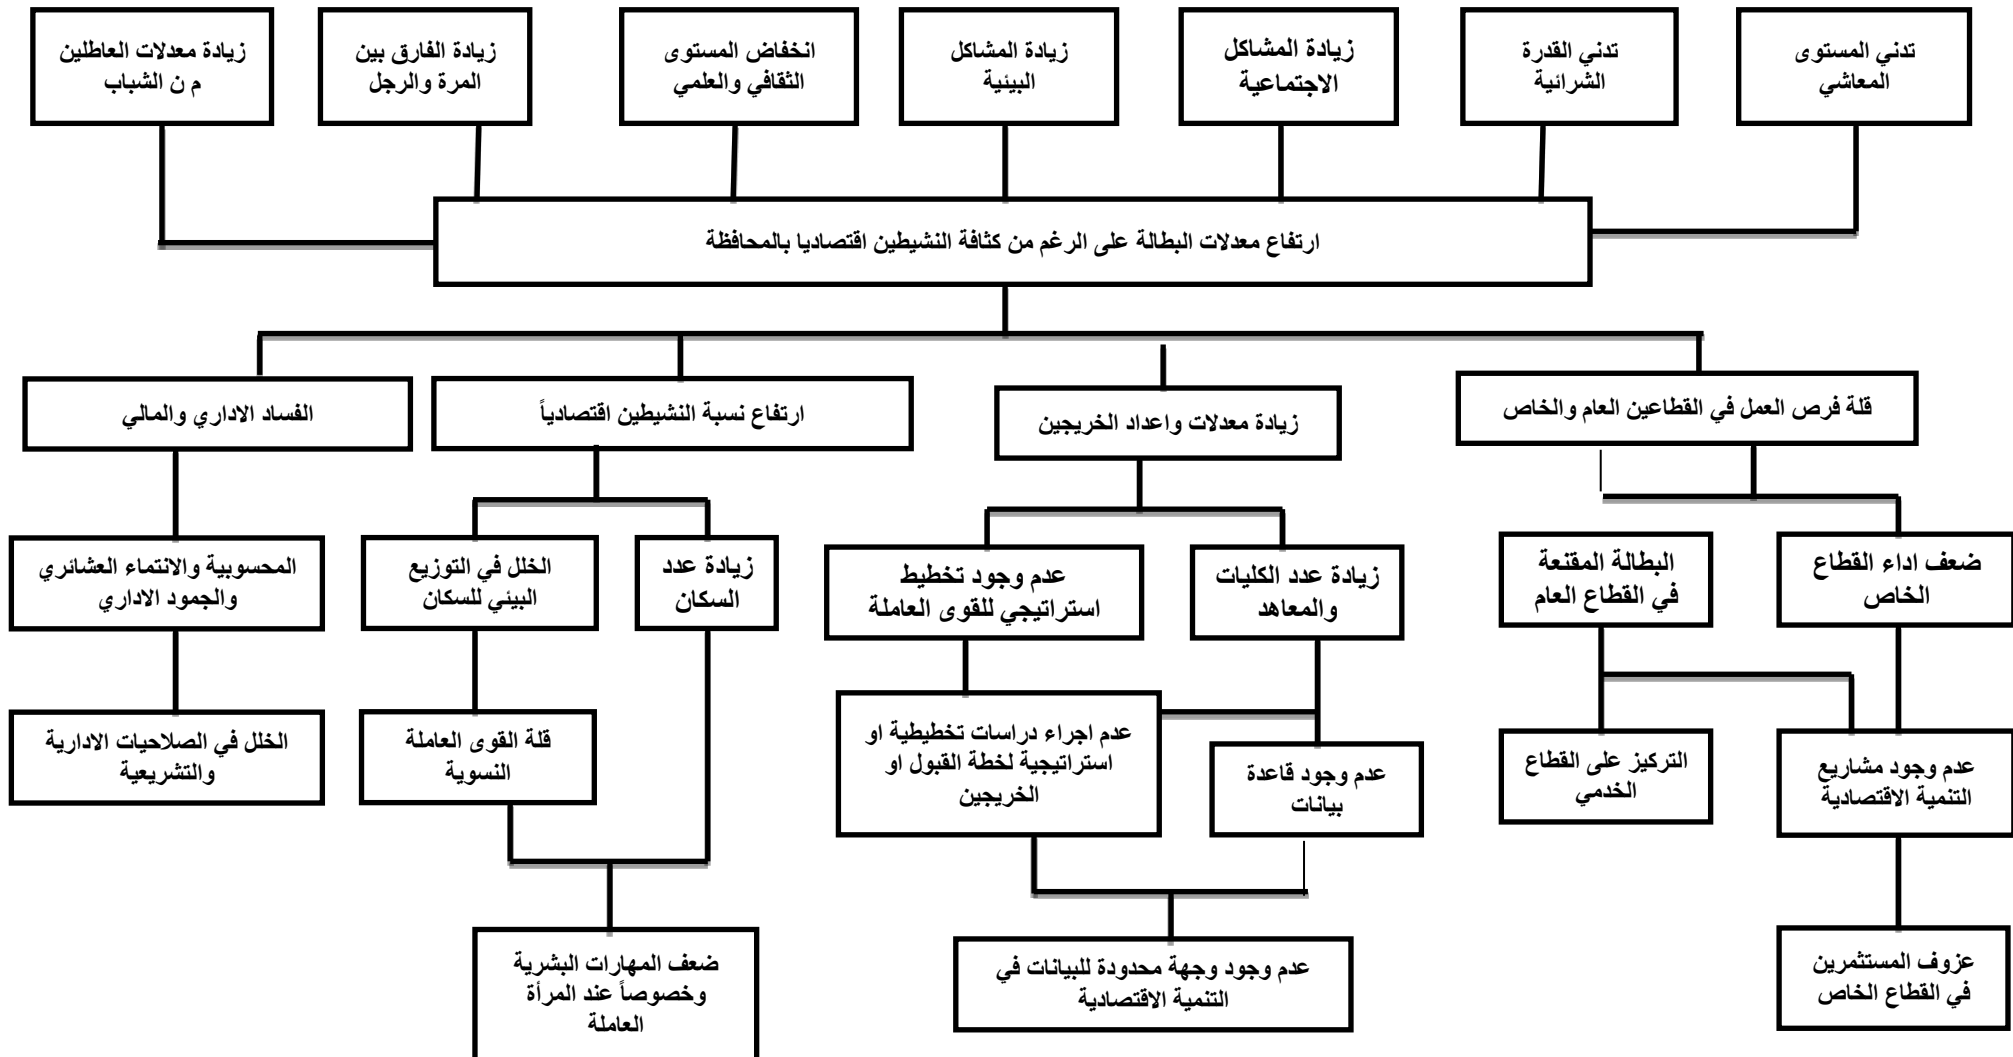 تدني المستوى
المعاشي
تدني القدرة
الشرائية
زيادة المشاكل
الاجتماعية
زيادة المشاكل
البيئية
انخفاض المستوى
الثقافي والعلمي
زيادة الفارق بين
المرة والرجل
زيادة معدلات العاطلين
م ن الشباب
ارتفاع معدلات البطالة على الرغم من كثافة النشيطين اقتصاديا بالمحافظة
قلة فرص العمل في القطاعين العام والخاص
زيادة معدلات واعداد الخريجين
ارتفاع نسبة النشيطين اقتصادياً
الفساد الاداري والمالي
ضعف اداء القطاع
الخاص
البطالة المقنعة
في القطاع العام
زيادة عدد الكليات
والمعاهد
عدم وجود تخطيط
استراتيجي للقوى العاملة
زيادة عدد
السكان
الخلل في التوزيع
البيئي للسكان
المحسوبية والانتماء العشائري
والجمود الاداري
عدم وجود مشاريع
التنمية الاقتصادية
التركيز على القطاع
الخدمي
عدم وجود قاعدة
بيانات
عدم اجراء دراسات تخطيطية او
استراتيجية لخطة القبول او
الخريجين
قلة القوى العاملة
النسوية
الخلل في الصلاحيات الادارية
والتشريعية
عزوف المستثمرين
في القطاع الخاص
عدم وجود وجهة محدودة للبيانات في
التنمية الاقتصادية
ضعف المهارات البشرية
وخصوصاً عند المرأة
العاملة